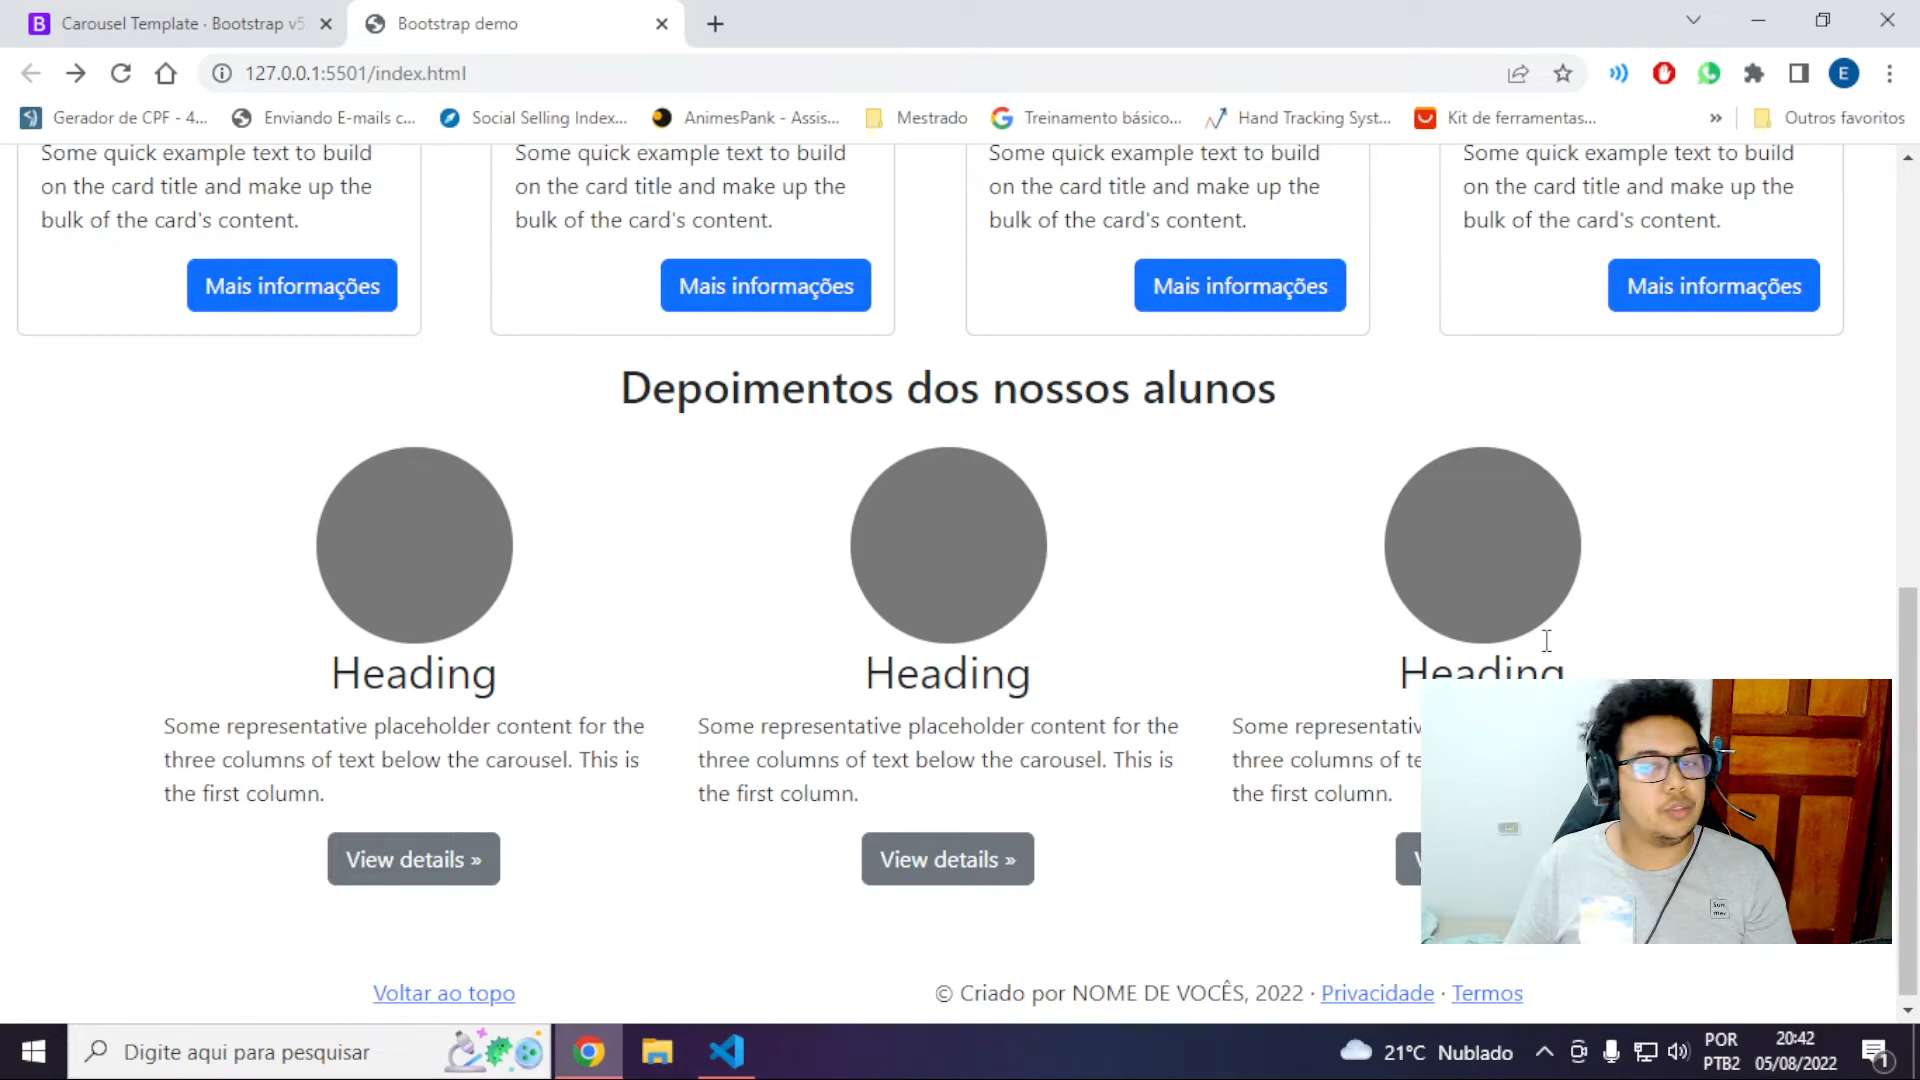 Carousel Template · Bootstrap v5
Bootstrap demo
127.0.0.1:5501/index.html
E
Gerador de CPF - 4...
Enviando E-mails c...
Social Selling Index...
AnimesPank - Assis...
Mestrado
Treinamento básico...
Hand Tracking Syst...
Kit de ferramentas...
»
Outros favoritos
Some quick example text to build
on the card title and make up the
bulk of the card's content.
Mais informações
Some quick example text to build
on the card title and make up the
bulk of the card's content.
Mais informações
Some quick example text to build
on the card title and make up the
bulk of the card's content.
Mais informações
Some quick example text to build
on the card title and make up the
bulk of the card's content.
Mais informações
Depoimentos dos nossos alunos
Heading
Some representative placeholder content for the
three columns of text below the carousel. This is
the first column.
View details »
Heading
Some representative placeholder content for the
three columns of text below the carousel. This is
the first column.
View details »
Heading
Some
three columns of
the first column.
Sun.
mer
Voltar ao topo
© Criado por NOME DE VOCÊS, 2022 · Privacidade · Termos
Digite aqui para pesquisar
21°C Nublado
POR
PTB2
20:42
05/08/2022
1